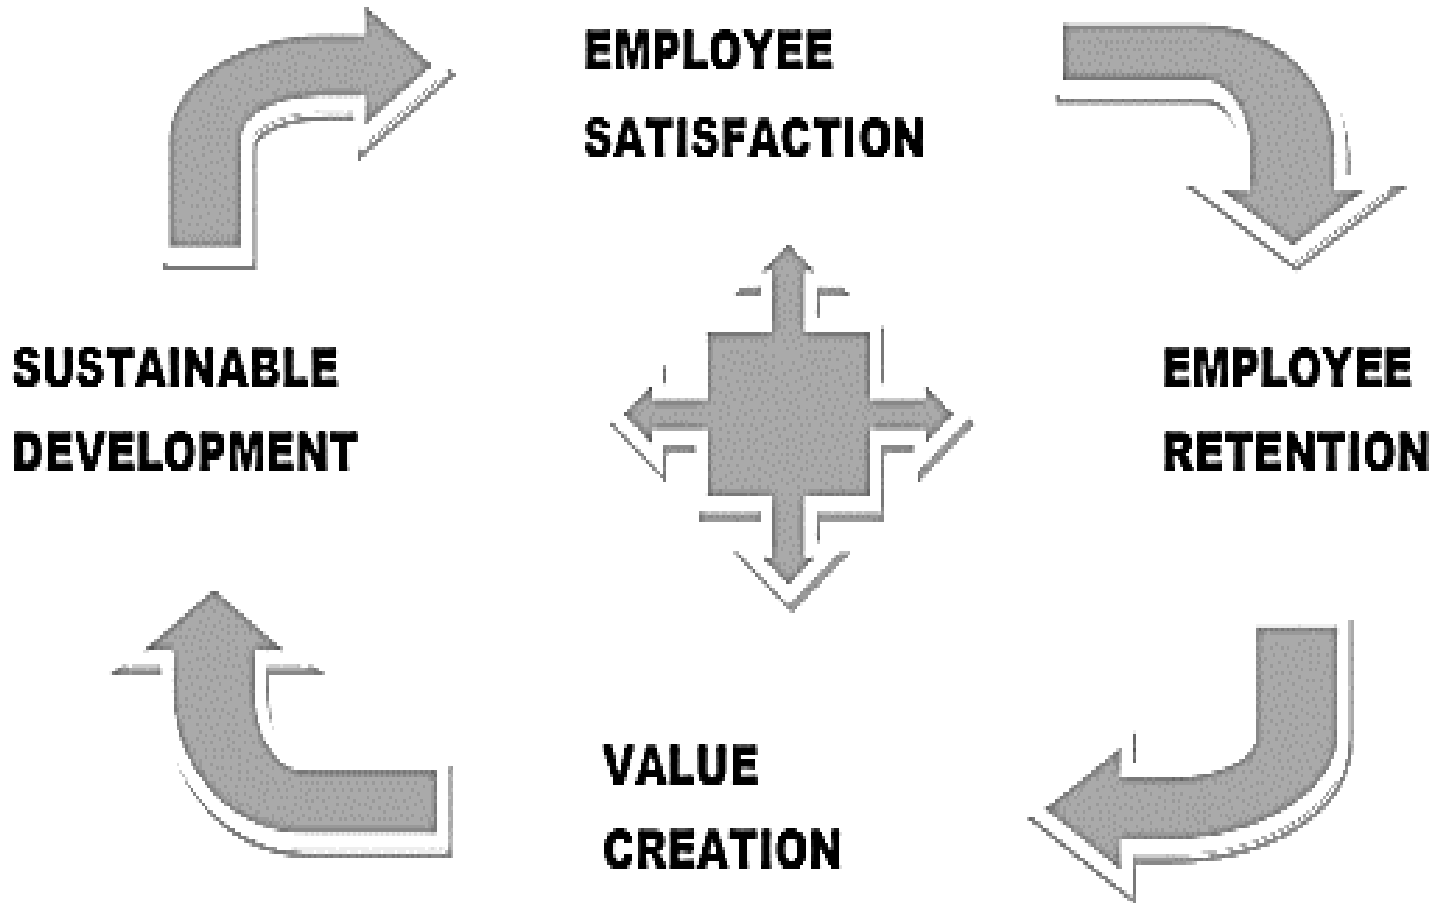 EMPLOYEE
SATISFACTION
SUSTAINABLE
DEVELOPMENT
EMPLOYEE
RETENTION
VALUE
CREATION